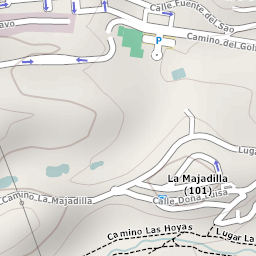 avo
Calle Fuente del Sao
Camino del Gol
P
Luga
La Majadilla
(101)
Calle Doña Luisa
Camino La Majadilla
Camino Las Hoyas
Lugar La